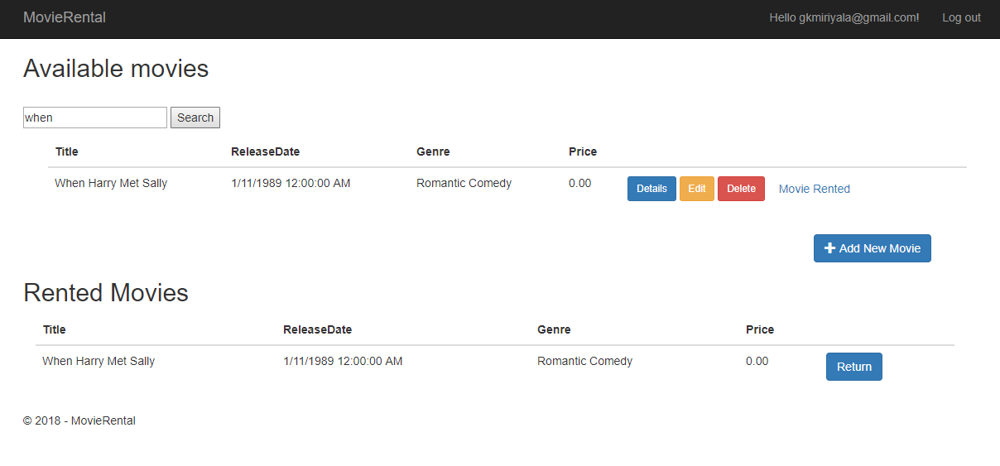 MovieRental Hello gkmiriyala@gmail.com! Log out
Available movies
when Search
Title ReleaseDate Genre Price
When Harry Met Sally 1/11/1989 12:00:00 AM Romantic Comedy 0.00 Details Edit Delete Movie Rented
Add New Movie
Rented Movies
Title ReleaseDate Genre Price
When Harry Met Sally 1/11/1989 12:00:00 AM Romantic Comedy 0.00 Return
© 2018 - MovieRental